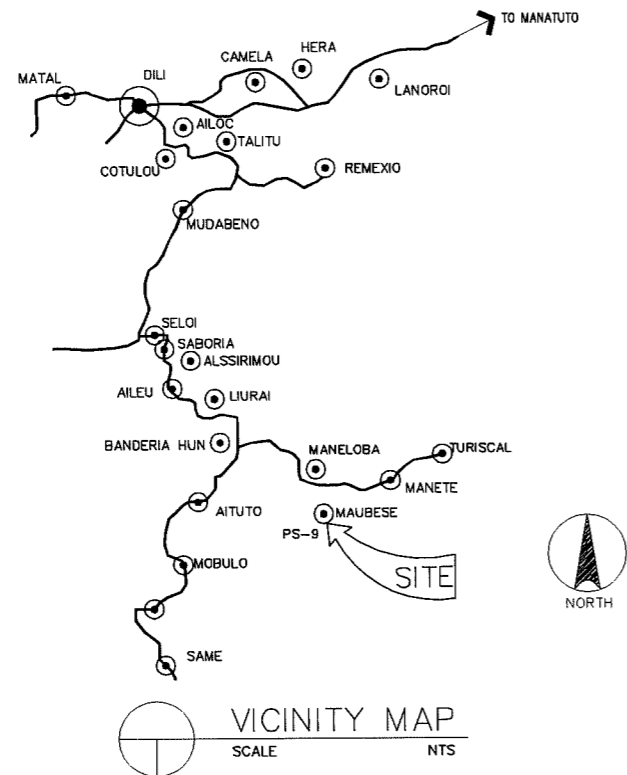 TO MANATUTO
HERA
CAMELA
DILI
MATAL
LANOROI
AILOC
TALITU
COTULOU
REMEXIO
MUDABENO
SELOI
SABORIA
ALSSIRIMOU
AILEU
LIURAI
BANDERIA HUN
MANELOBA
TURISCAL
MANETE
AITUTO
MAUBESE
PS-9
SITE
MOBULO
NORTH
SAME
VICINITY MAP
SCALE NTS